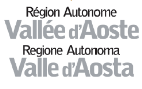 Région Autonome
Vallée d'Aoste
Regione Autonoma
Valle d'Aosta